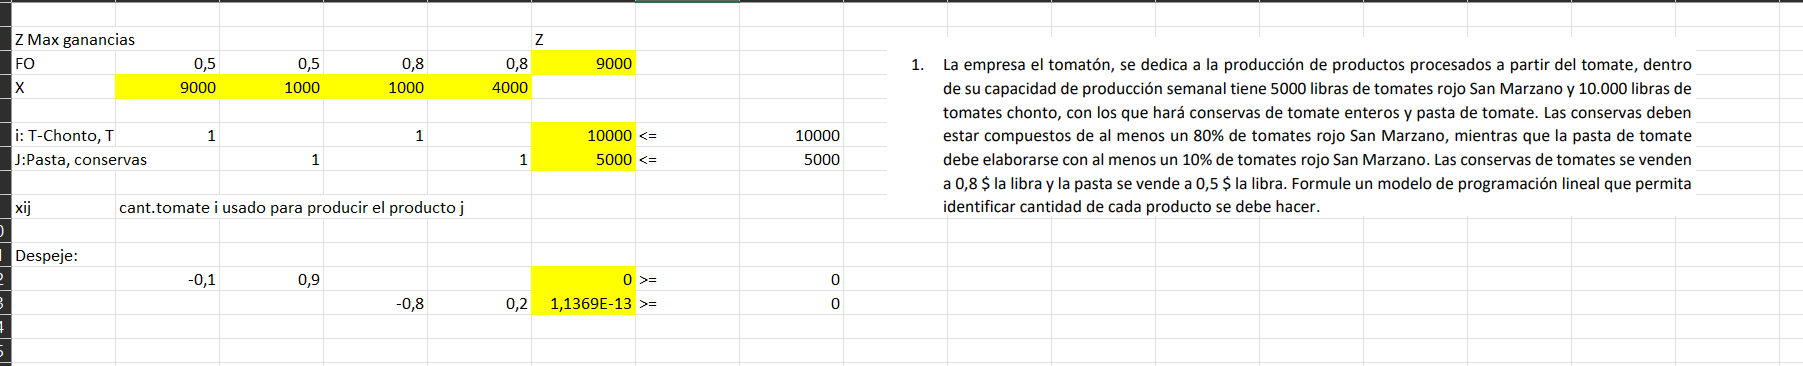 Z Max ganancias Z
FO 0,5 0,5 0,8 0,8 9000
X 9000 1000 1000 4000
i: T-Chonto, T 1 1 10000 <= 10000
J:Pasta, conservas 1 1 5000 <= 5000
xij cant.tomate i usado para producir el producto j
Despeje:
-0,1 0,9 0 >= 0
-0,8 0,2 1,1369E-13 >= 0
1. La empresa el tomatón, se dedica a la producción de productos procesados a partir del tomate, dentro
de su capacidad de producción semanal tiene 5000 libras de tomates rojo San Marzano y 10.000 libras de
tomates chonto, con los que hará conservas de tomate enteros y pasta de tomate. Las conservas deben
estar compuestos de al menos un 80% de tomates rojo San Marzano, mientras que la pasta de tomate
debe elaborarse con al menos un 10% de tomates rojo San Marzano. Las conservas de tomates se venden
a 0,8 $ la libra y la pasta se vende a 0,5 $ la libra. Formule un modelo de programación lineal que permita
identificar cantidad de cada producto se debe hacer.